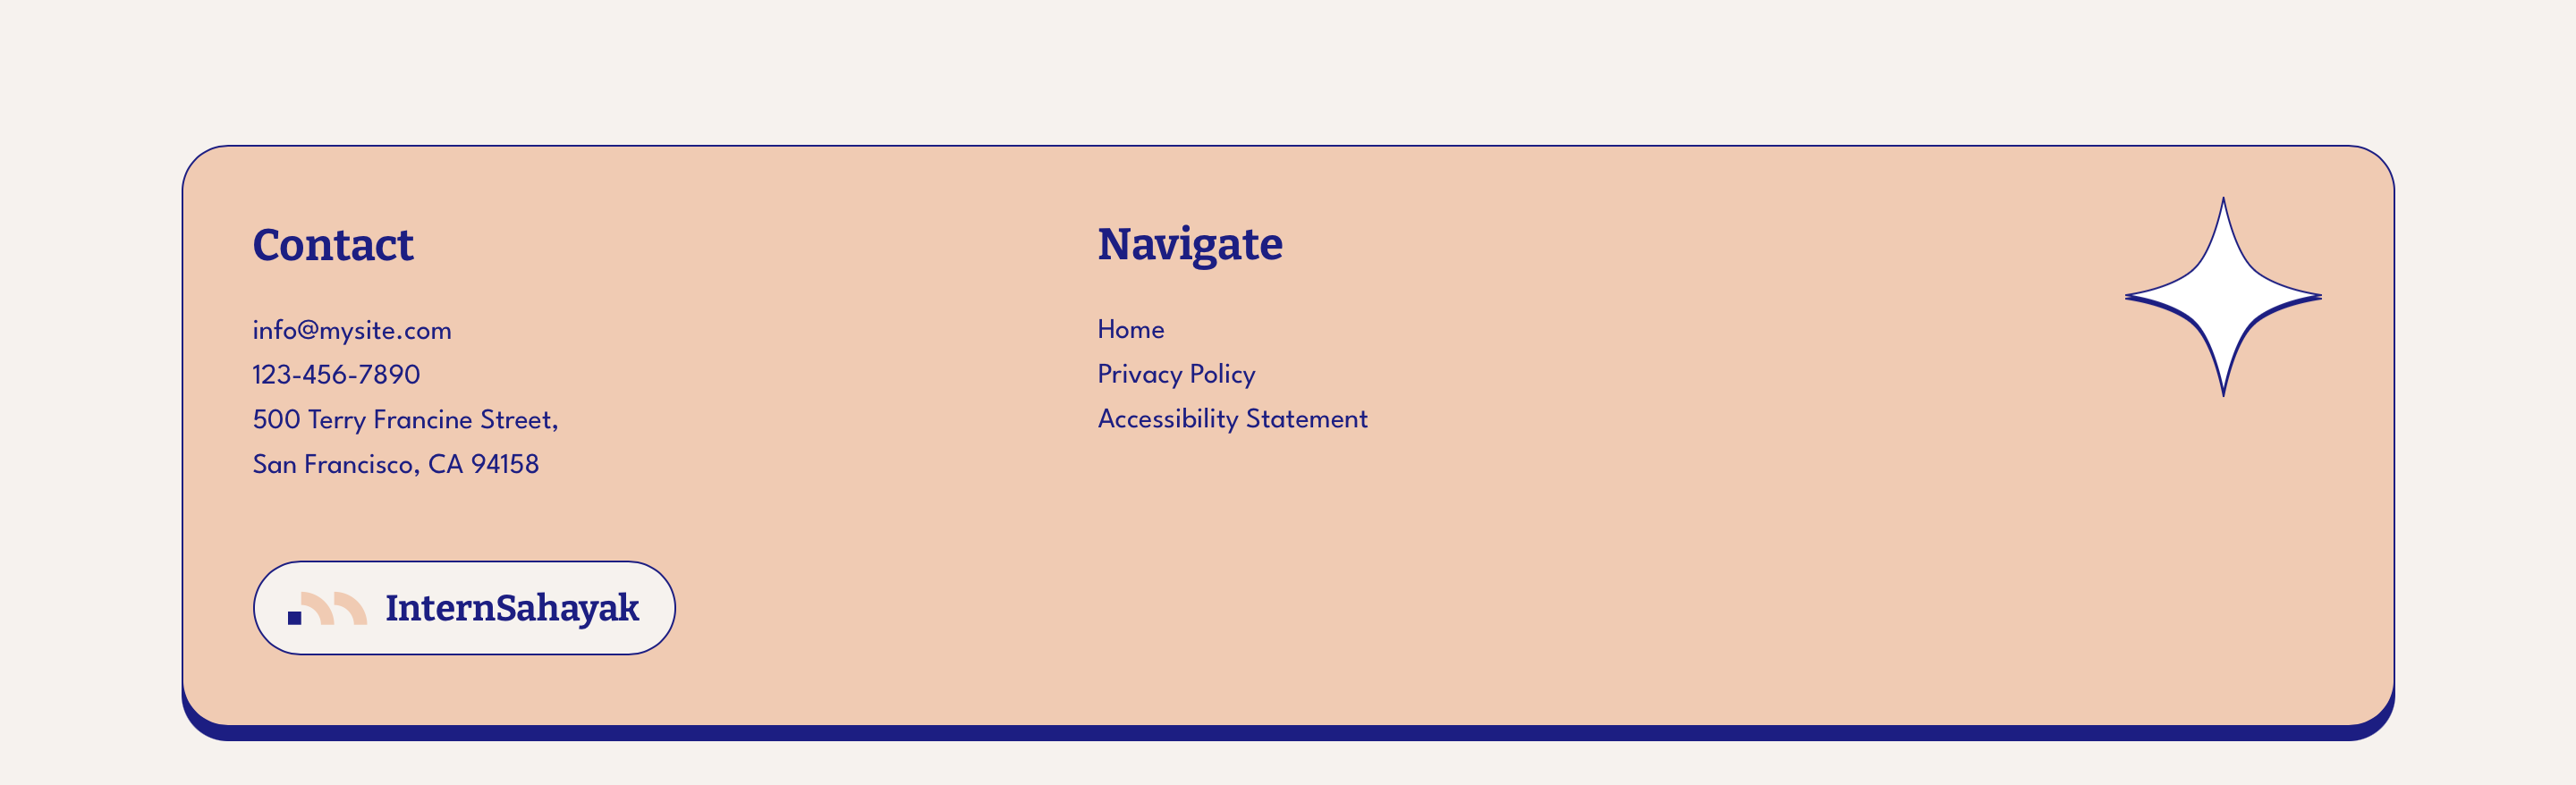 Contact
info@mysite.com
123-456-7890
500 Terry Francine Street,
San Francisco, CA 94158
InternSahayak
Navigate
Home
Privacy Policy
Accessibility Statement